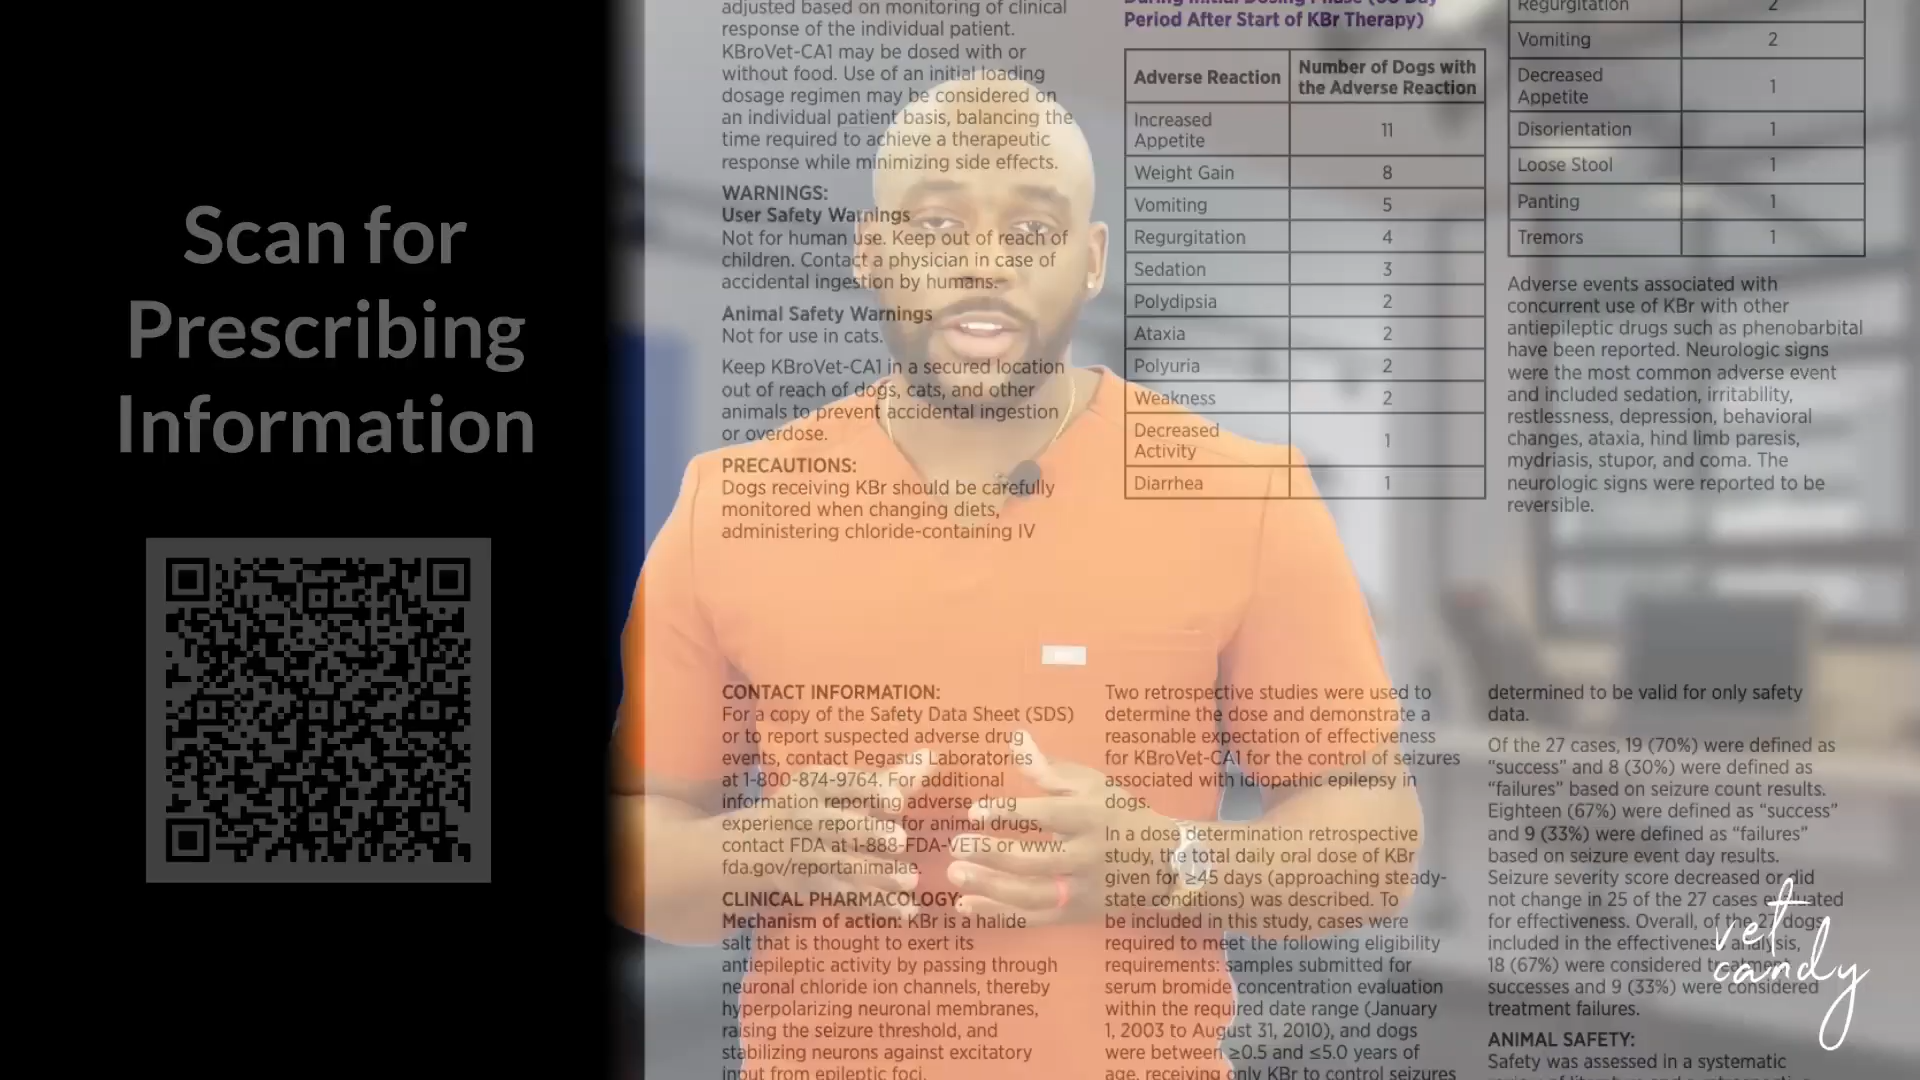 Scan for
Prescribing
Information
adjusted based on monitoring of clinical
response of the individual patient.
KBroVet-CA1 may be dosed with or
without food. Use of an initial loading
dosage regimen may be considered on
an individual patient basis, balancing the
time required to achieve a therapeutic
response while minimizing side effects.
WARNINGS:
User Safety Warnings
Not for human use. Keep out of reach of
children. Contact a physician in case of
accidental ingestion by humans.
Animal Safety Warnings
Not for use in cats.
Keep KBroVet-CA1 in a secured location
out of reach of dogs, cats, and other
animals to prevent accidental ingestion
or overdose.
PRECAUTIONS:
Dogs receiving KBr should be carefully
monitored when changing diets,
administering chloride-containing IV
During Initial Dosing Phase (60 Day
Period After Start of KBr Therapy)
Adverse Reaction Number of Dogs with the Adverse Reaction
Increased Appetite 11
Weight Gain 8
Vomiting 5
Regurgitation 4
Sedation 3
Polydipsia 2
Ataxia 2
Polyuria 2
Weakness 2
Decreased Activity 1
Diarrhea 1
Regurgitation 2
Vomiting 2
Decreased Appetite 1
Disorientation 1
Loose Stool 1
Panting 1
Tremors 1
Adverse events associated with
concurrent use of KBr with other
antiepileptic drugs such as phenobarbital
have been reported. Neurologic signs
were the most common adverse event
and included sedation, irritability,
restlessness, depression, behavioral
changes, ataxia, hind limb paresis,
mydriasis, stupor, and coma. The
neurologic signs were reported to be
reversible.
CONTACT INFORMATION:
For a copy of the Safety Data Sheet (SDS)
or to report suspected adverse drug
events, contact Pegasus Laboratories
at 1-800-874-9764. For additional
information reporting adverse drug
experience reporting for animal drugs,
contact FDA at 1-888-FDA-VETS or www.
fda.gov/reportanimalae.
CLINICAL PHARMACOLOGY:
Mechanism of action: KBr is a halide
salt that is thought to exert its
antiepileptic activity by passing through
neuronal chloride ion channels, thereby
hyperpolarizing neuronal membranes,
raising the seizure threshold, and
stabilizing neurons against excitatory
input from epileptic foci.
Two retrospective studies were used to
determine the dose and demonstrate a
reasonable expectation of effectiveness
for KBroVet-CA1 for the control of seizures
associated with idiopathic epilepsy in
dogs.
In a dose determination retrospective
study, the total daily oral dose of KBr
given for ≥45 days (approaching steady-
state conditions) was described. To
be included in this study, cases were
required to meet the following eligibility
requirements: samples submitted for
serum bromide concentration evaluation
within the required date range (January
1, 2003 to August 31, 2010), and dogs
were between ≥0.5 and ≤5.0 years of
age, receiving only KBr to control seizures
determined to be valid for only safety
data.
Of the 27 cases, 19 (70%) were defined as
“success” and 8 (30%) were defined as
“failures” based on seizure count results.
Eighteen (67%) were defined as “success”
and 9 (33%) were defined as “failures”
based on seizure event day results.
Seizure severity score decreased or did
not change in 25 of the 27 cases evaluated
for effectiveness. Overall, of the 27 dogs
included in the effectiveness analysis,
18 (67%) were considered treatment
successes and 9 (33%) were considered
treatment failures.
ANIMAL SAFETY:
Safety was assessed in a systematic
vet
candy